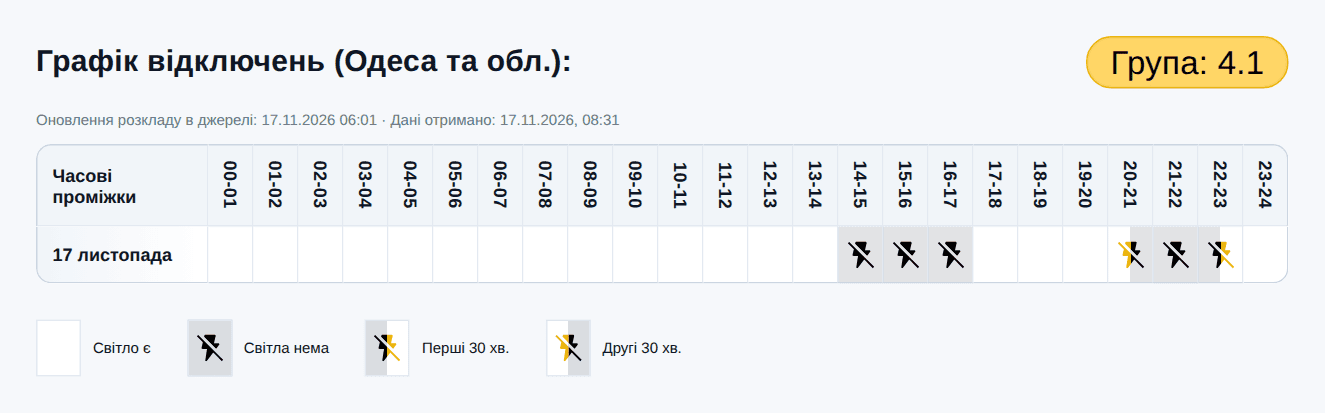 Графік відключень (Одеса та обл.):
Група: 4.1
Оновлення розкладу в джерелі: 17.11.2026 06:01 · Дані отримано: 17.11.2026, 08:31
Часові
проміжки
00-01
01-02
02-03
03-04
04-05
05-06
06-07
07-08
08-09
09-10
10-11
11-12
12-13
13-14
14-15
15-16
16-17
17-18
18-19
19-20
20-21
21-22
22-23
23-24
17 листопада
Світло є
Світла нема
Перші 30 хв.
Другі 30 хв.